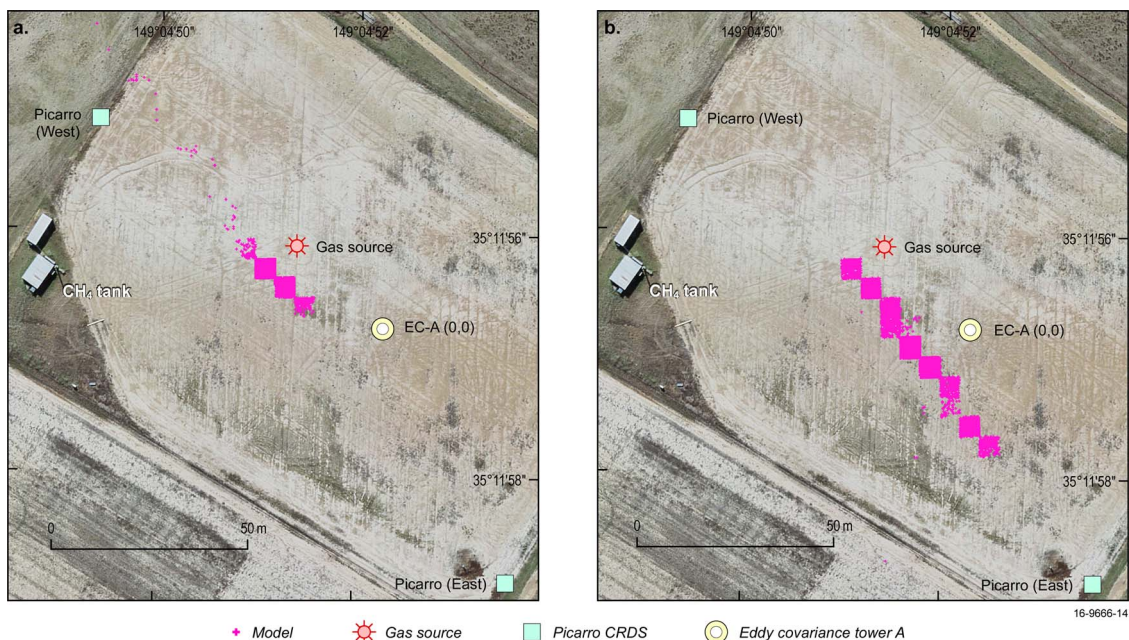 a.
149°04'50"
149°04'52"
Picarro
(West)
Gas source
35°11'56"
CH₄ tank
EC-A (0,0)
35°11'58"
0
50 m
Picarro (East)
b.
149°04'50"
149°04'52"
Picarro (West)
Gas source
35°11'56"
CH₄ tank
EC-A (0,0)
35°11'58"
0
50 m
Picarro (East)
16-9666-14
Model
Gas source
Picarro CRDS
Eddy covariance tower A